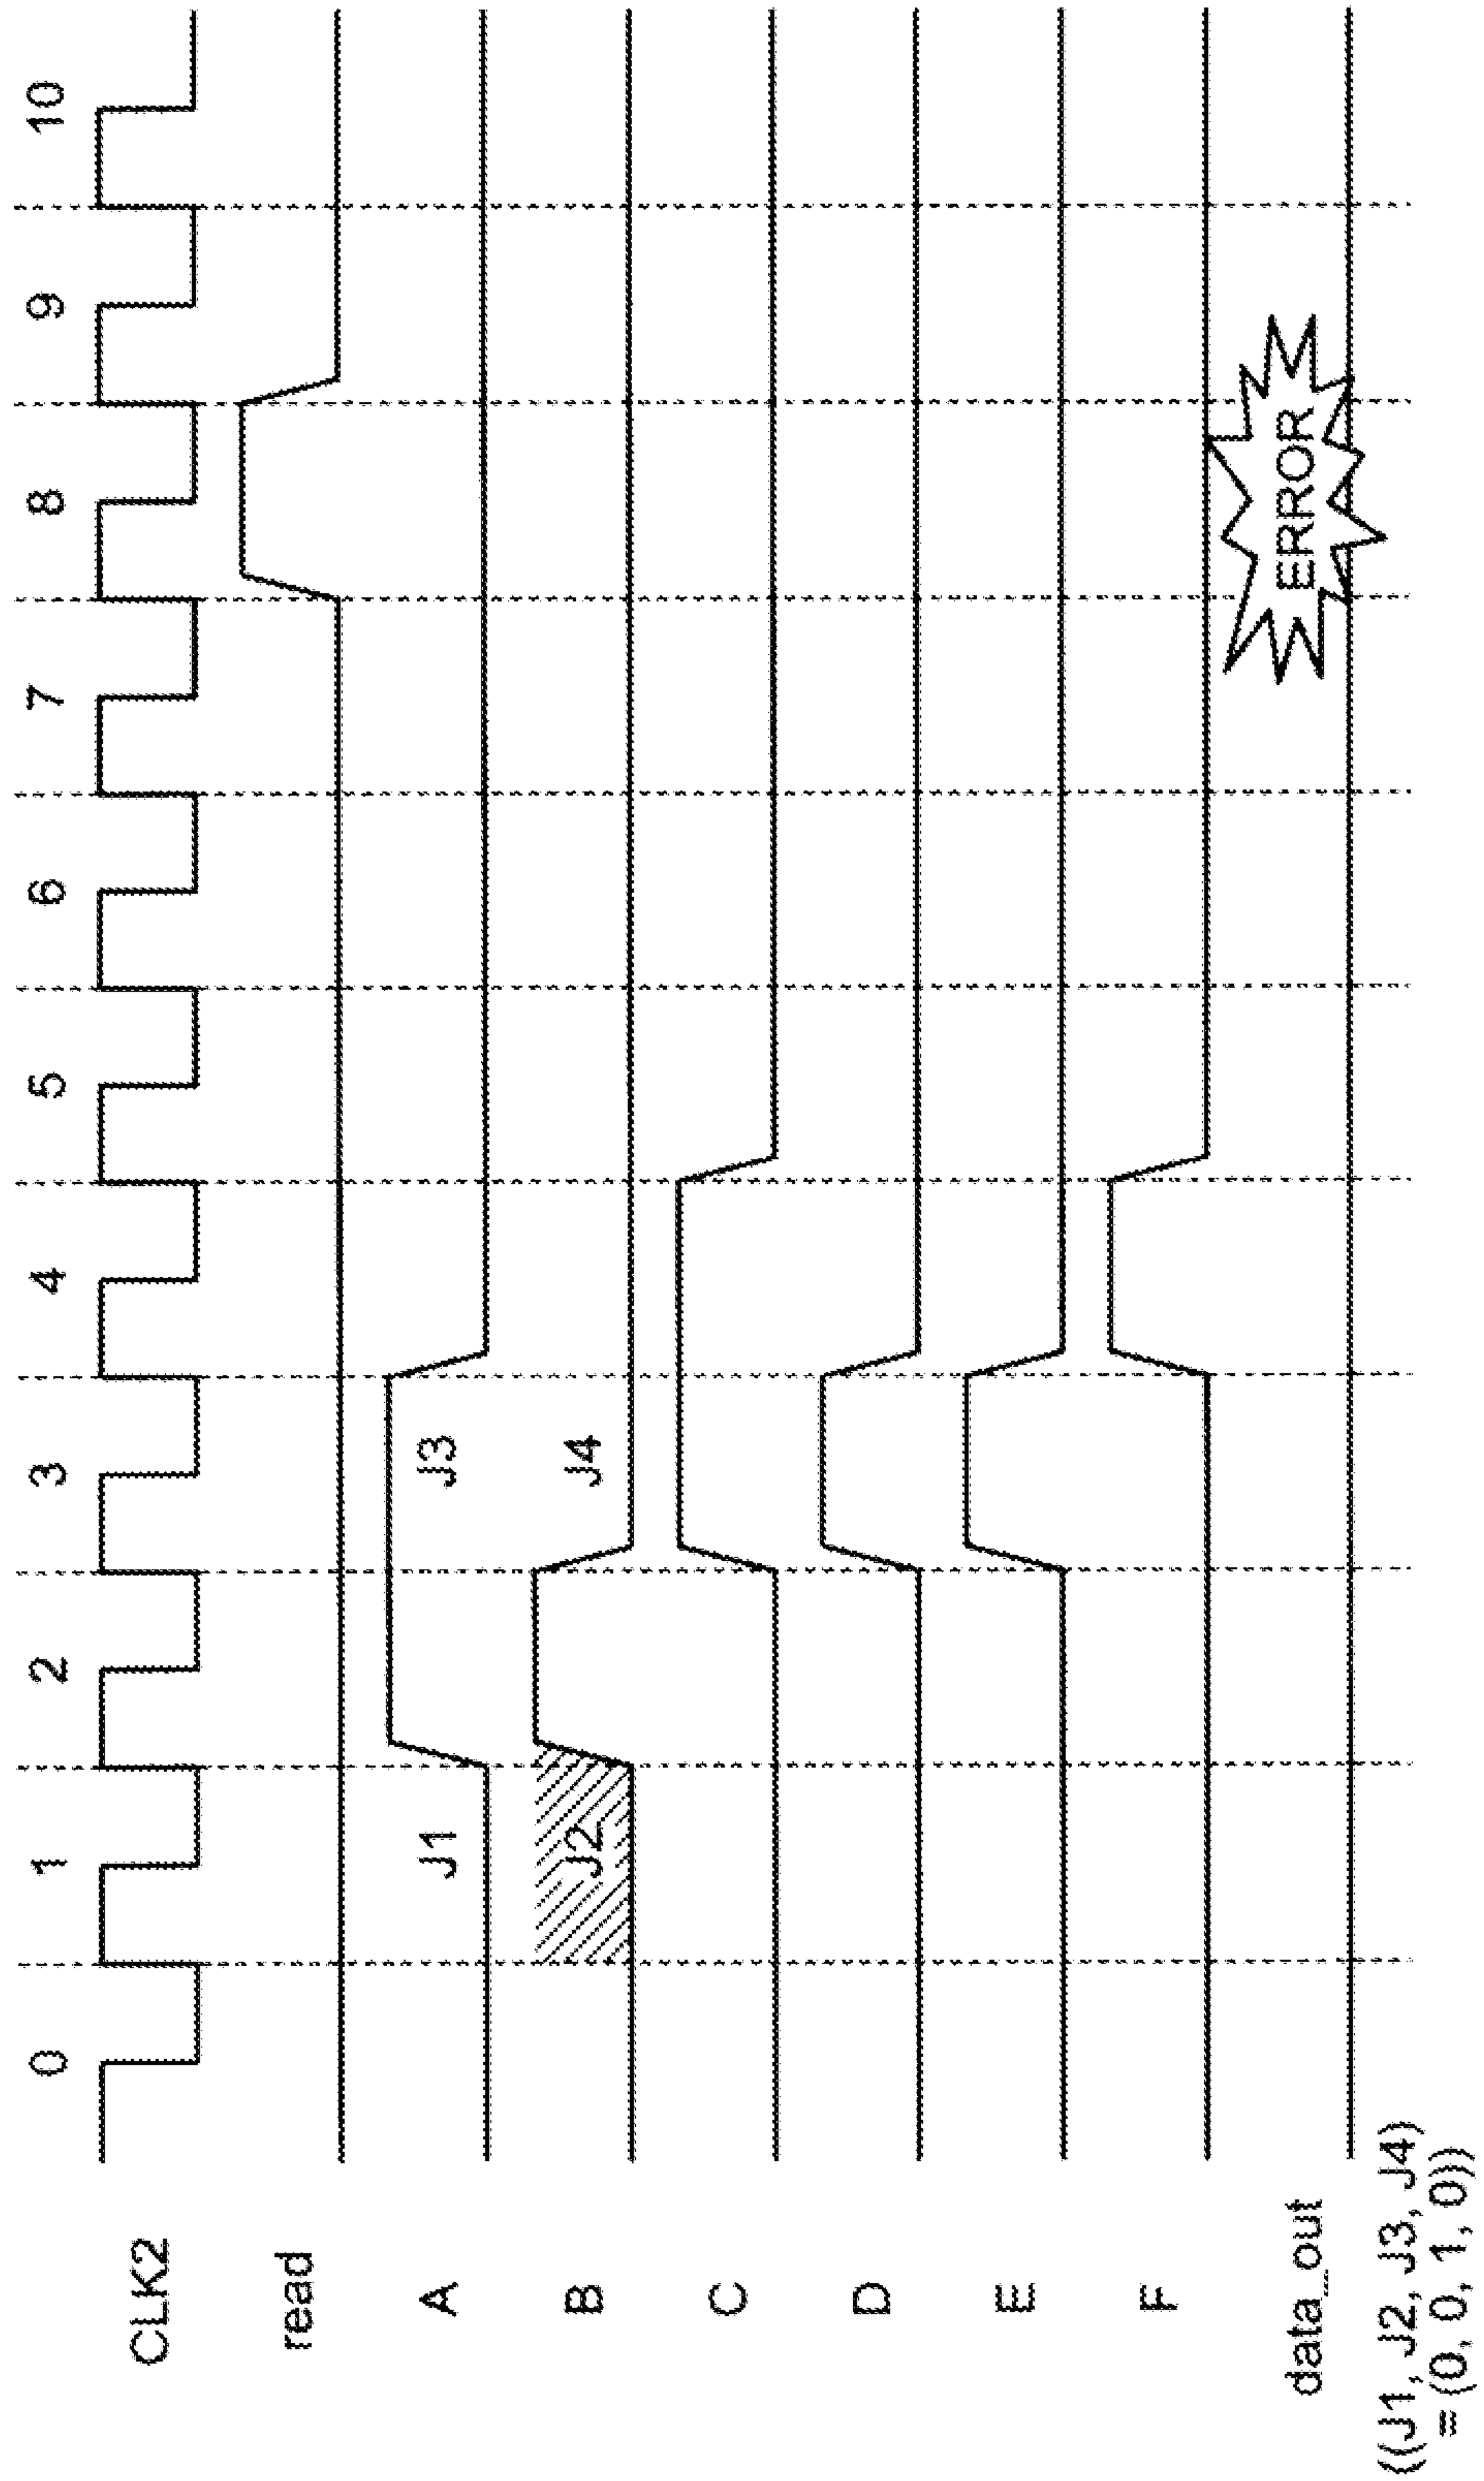 0 1 2 3 4 5 6 7 8 9 10
CLK2
read
A J1 J3
B J2 J4
C
D
E
F
data_out ERROR
((J1, J2, J3, J4)
= (0, 0, 1, 0))